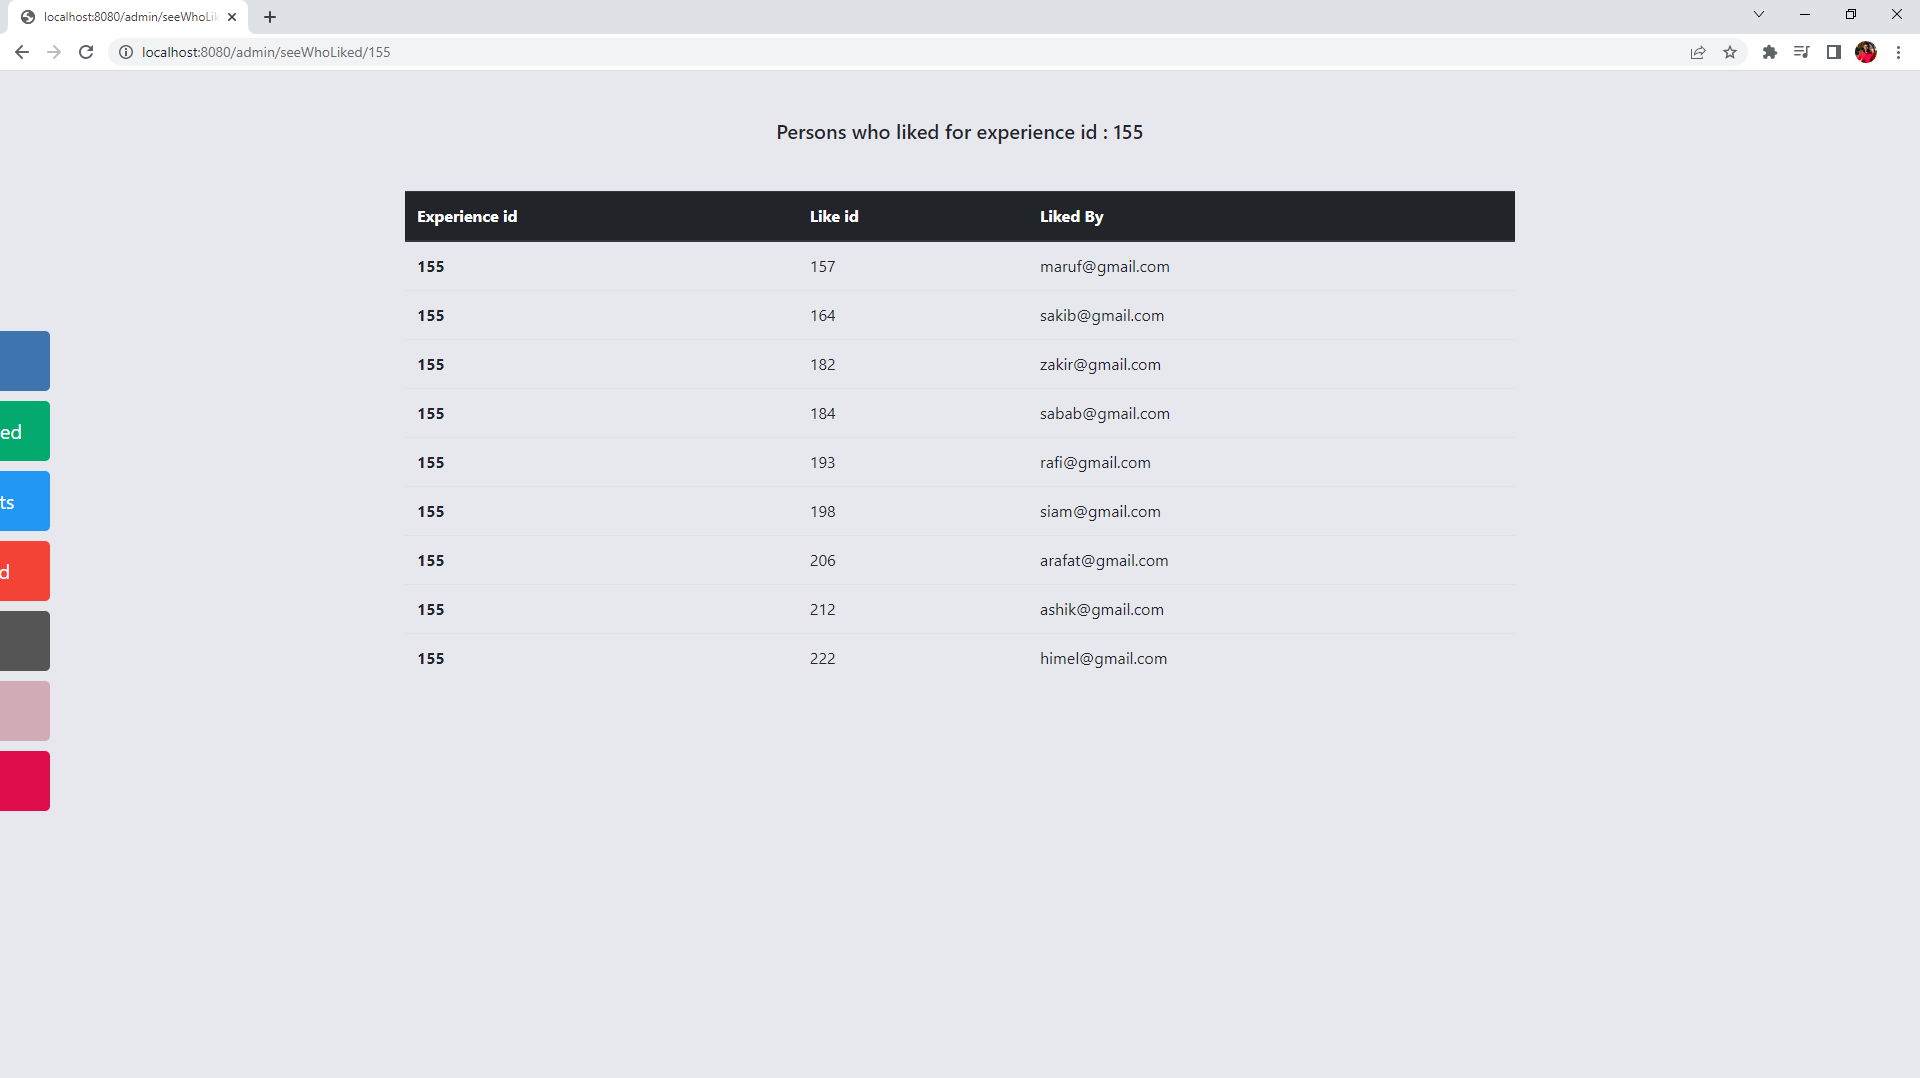 localhost:8080/admin/seeWhoLik
localhost:8080/admin/seeWhoLiked/155
Persons who liked for experience id : 155
Experience id Like id Liked By
155 157 maruf@gmail.com
155 164 sakib@gmail.com
155 182 zakir@gmail.com
155 184 sabab@gmail.com
155 193 rafi@gmail.com
155 198 siam@gmail.com
155 206 arafat@gmail.com
155 212 ashik@gmail.com
155 222 himel@gmail.com
ed
ts
d